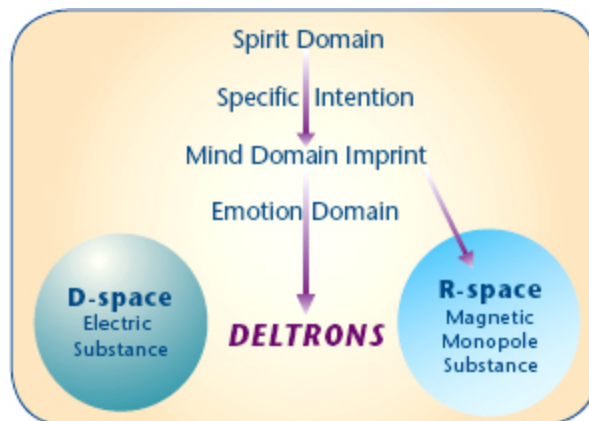 Spirit Domain
Specific Intention
Mind Domain Imprint
Emotion Domain
D-space
Electric
Substance
DELTRONS
R-space
Magnetic
Monopole
Substance